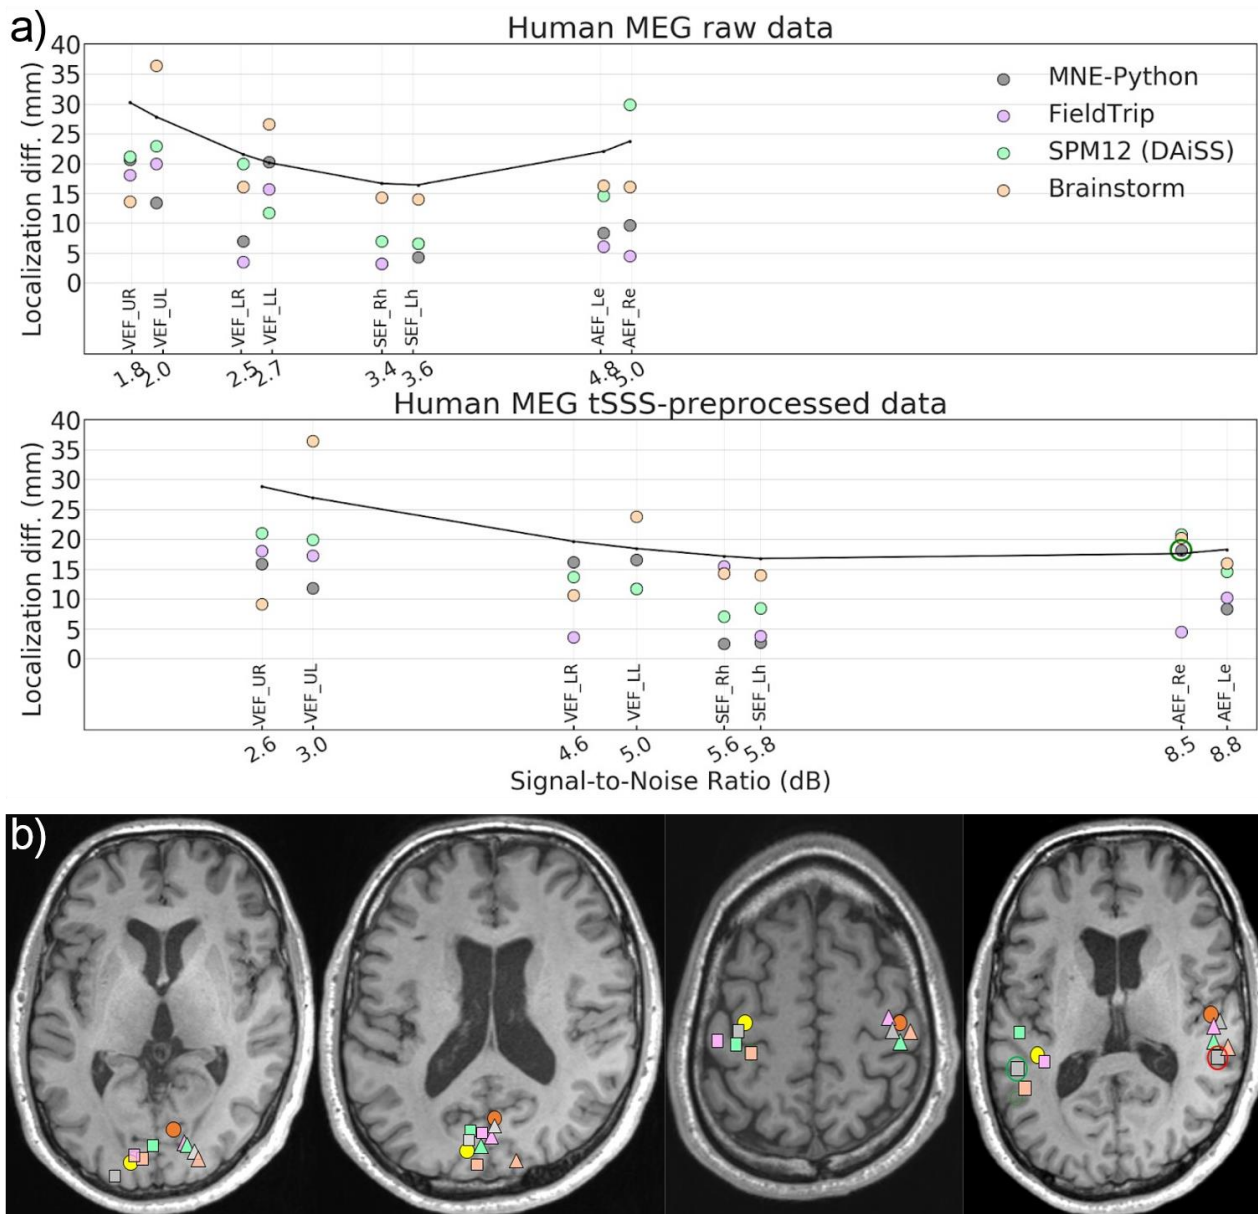 a)
Human MEG raw data
Localization diff. (mm)
40
35
30
25
20
15
10
5
0
MNE-Python
FieldTrip
SPM12 (DAiSS)
Brainstorm
VEF_UR
VEF_UL
VEF_LR
VEF_LL
SEF_Rh
SEF_Lh
AEF_Le
AEF_Re
1.8
2.0
2.5
2.7
3.4
3.6
4.8
5.0
Human MEG tSSS-preprocessed data
Localization diff. (mm)
40
35
30
25
20
15
10
5
0
VEF_UR
VEF_UL
VEF_LR
VEF_LL
SEF_Rh
SEF_Lh
AEF_Re
AEF_Le
2.6
3.0
4.6
5.0
5.6
5.8
8.5
8.8
Signal-to-Noise Ratio (dB)
b)